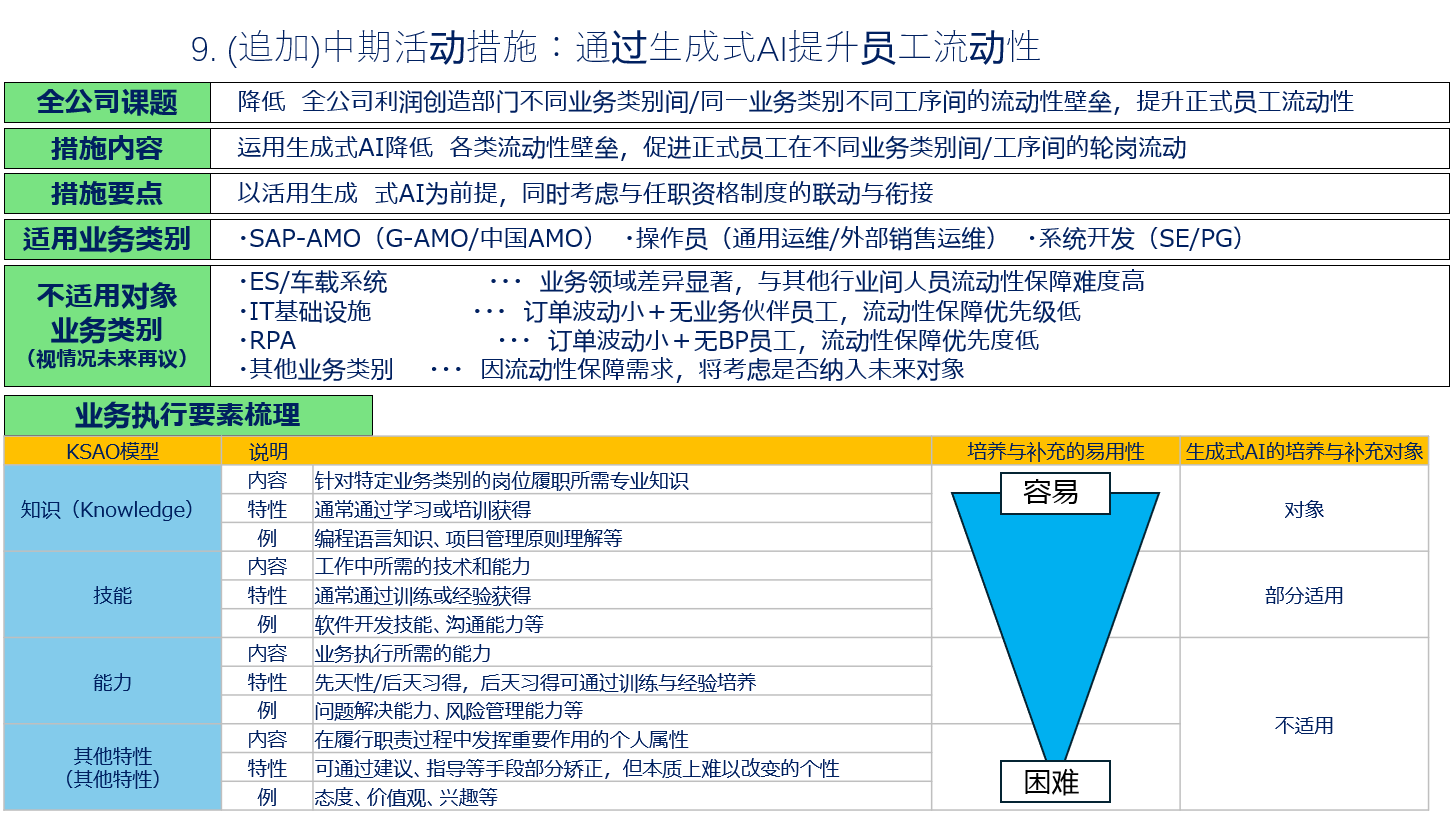 9. (追加)中期活动措施：通过生成式AI提升员工流动性
全公司课题
降低 全公司利润创造部门不同业务类别间/同一业务类别不同工序间的流动性壁垒，提升正式员工流动性
措施内容
运用生成式AI降低 各类流动性壁垒，促进正式员工在不同业务类别间/工序间的轮岗流动
措施要点
以活用生成 式AI为前提，同时考虑与任职资格制度的联动与衔接
适用业务类别
･SAP-AMO（G-AMO/中国AMO） ･操作员（通用运维/外部销售运维） ･系统开发（SE/PG）
不适用对象
业务类别
（视情况未来再议）
･ES/车载系统 ･･･ 业务领域差异显著，与其他行业间人员流动性保障难度高
･IT基础设施 ･･･ 订单波动小＋无业务伙伴员工，流动性保障优先级低
･RPA ･･･ 订单波动小＋无BP员工，流动性保障优先度低
･其他业务类别 ･･･ 因流动性保障需求，将考虑是否纳入未来对象
业务执行要素梳理
KSAO模型 说明 培养与补充的易用性 生成式AI的培养与补充对象
知识（Knowledge）
内容 针对特定业务类别的岗位履职所需专业知识
特性 通常通过学习或培训获得
例 编程语言知识、项目管理原则理解等
容易
对象
技能
内容 工作中所需的技术和能力
特性 通常通过训练或经验获得
例 软件开发技能、沟通能力等
部分适用
能力
内容 业务执行所需的能力
特性 先天性/后天习得，后天习得可通过训练与经验培养
例 问题解决能力、风险管理能力等
不适用
其他特性
（其他特性）
内容 在履行职责过程中发挥重要作用的个人属性
特性 可通过建议、指导等手段部分矫正，但本质上难以改变的个性
例 态度、价值观、兴趣等
困难